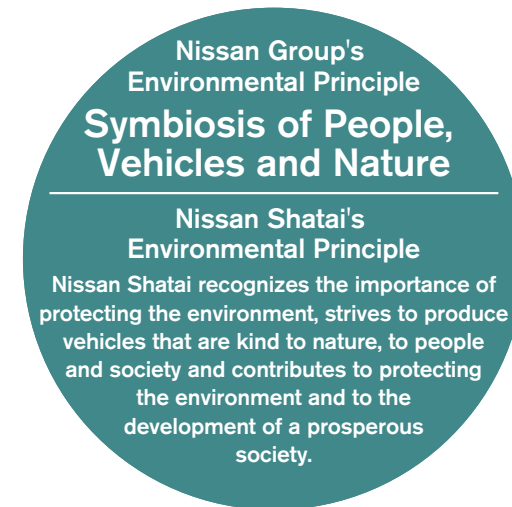 Nissan Group's
Environmental Principle
Symbiosis of People,
Vehicles and Nature
Nissan Shatai's
Environmental Principle
Nissan Shatai recognizes the importance of
protecting the environment, strives to produce
vehicles that are kind to nature, to people
and society and contributes to protecting
the environment and to the
development of a prosperous
society.